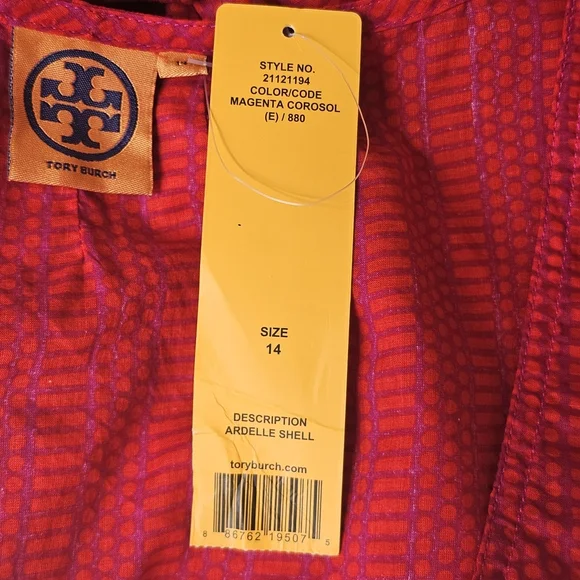 TORY BURCH
STYLE NO.
21121194
COLOR/CODE
MAGENTA COROSOL
(E) / 880
SIZE
14
DESCRIPTION
ARDELLE SHELL
toryburch.com
8 86762 19507 5